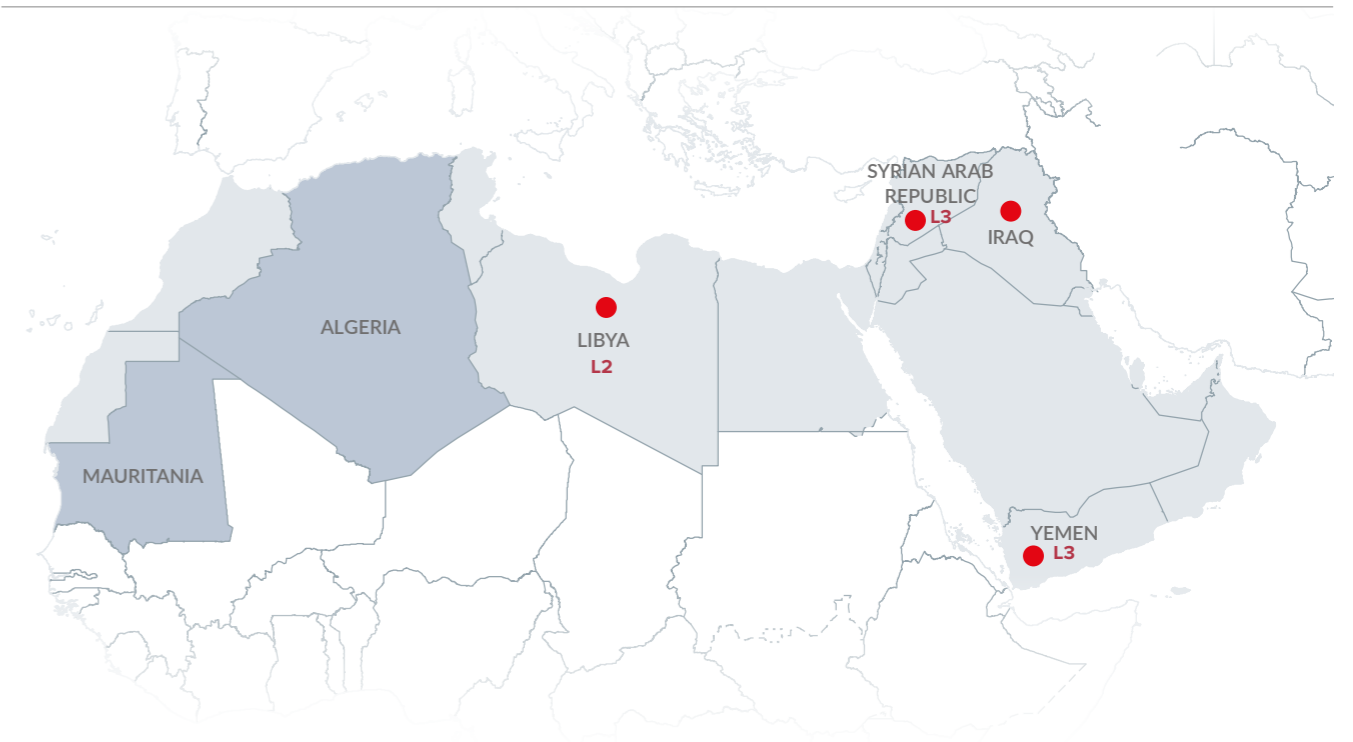 SYRIAN ARAB
REPUBLIC
L3
IRAQ
ALGERIA
LIBYA
L2
MAURITANIA
YEMEN
L3